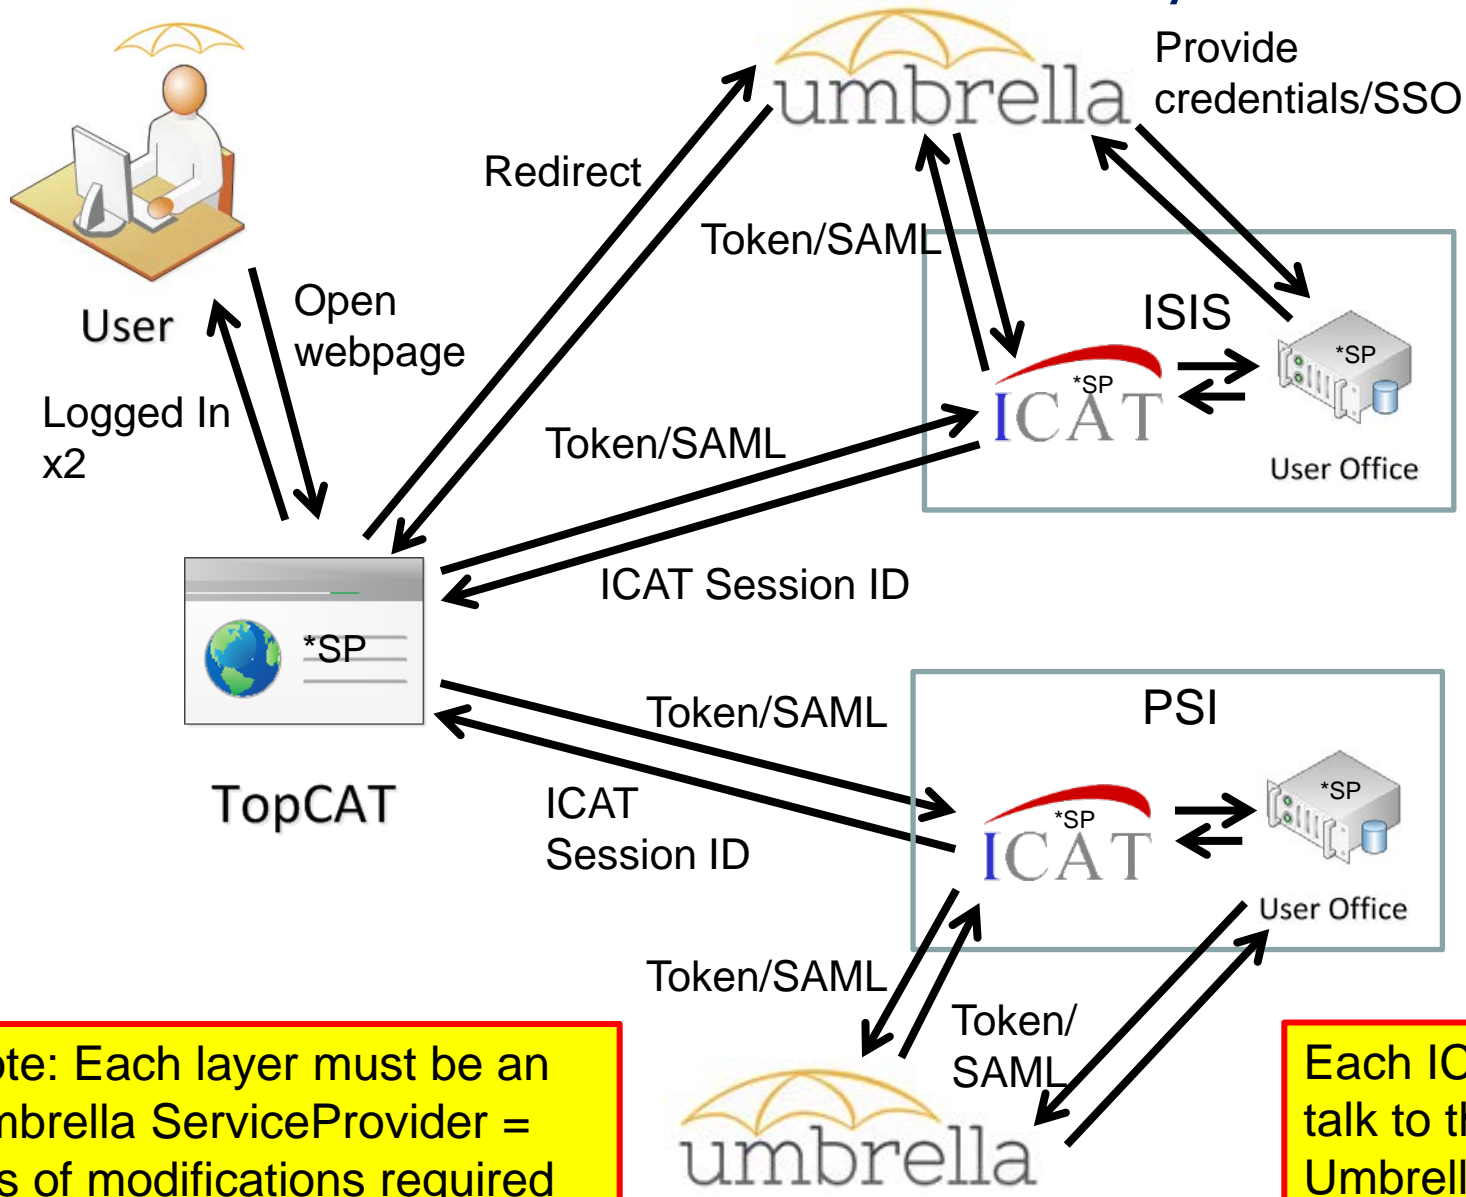 umbrella
Provide
credentials/SSO
Redirect
Token/SAML
User
Open
webpage
Logged In
x2
ISIS
*SP
*SP
ICAT
User Office
Token/SAML
ICAT Session ID
*SP
TopCAT
Token/SAML
PSI
ICAT
Session ID
*SP
*SP
ICAT
User Office
Token/SAML
Token/
SAML
umbrella
ote: Each layer must be an
mbrella ServiceProvider =
s of modifications required
Each IC
talk to th
Umbrell